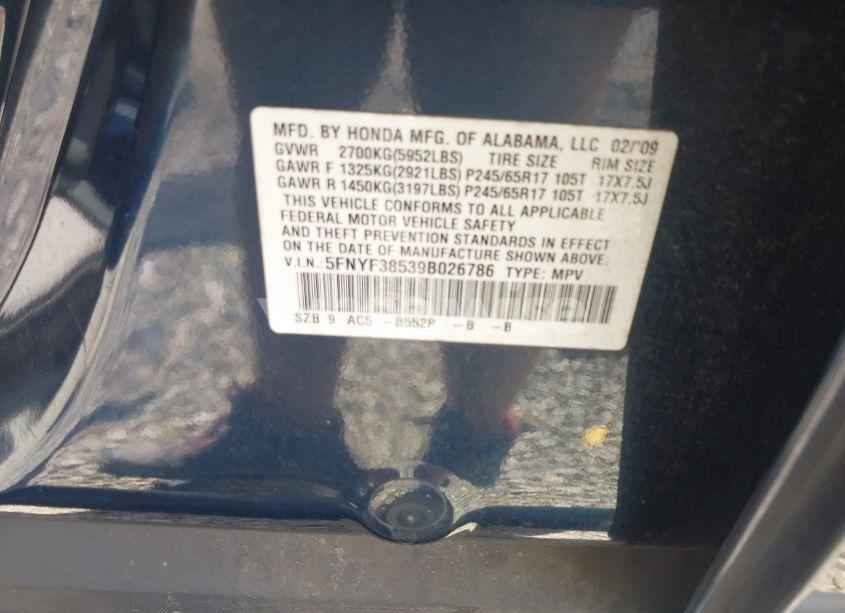 MFD. BY HONDA MFG. OF ALABAMA, LLC 02/'09
GVWR 2700KG(5952LBS) TIRE SIZE RIM SIZE
GAWR F 1325KG(2921LBS) P245/65R17 105T 17X7.5J
GAWR R 1450KG(3197LBS) P245/65R17 105T 17X7.5J
THIS VEHICLE CONFORMS TO ALL APPLICABLE
FEDERAL MOTOR VEHICLE SAFETY
AND THEFT PREVENTION STANDARDS IN EFFECT
ON THE DATE OF MANUFACTURE SHOWN ABOVE.
V.I.N.: 5FNYF38539B026786 TYPE: MPV
SZB 9 AC5 -B552P -B -B